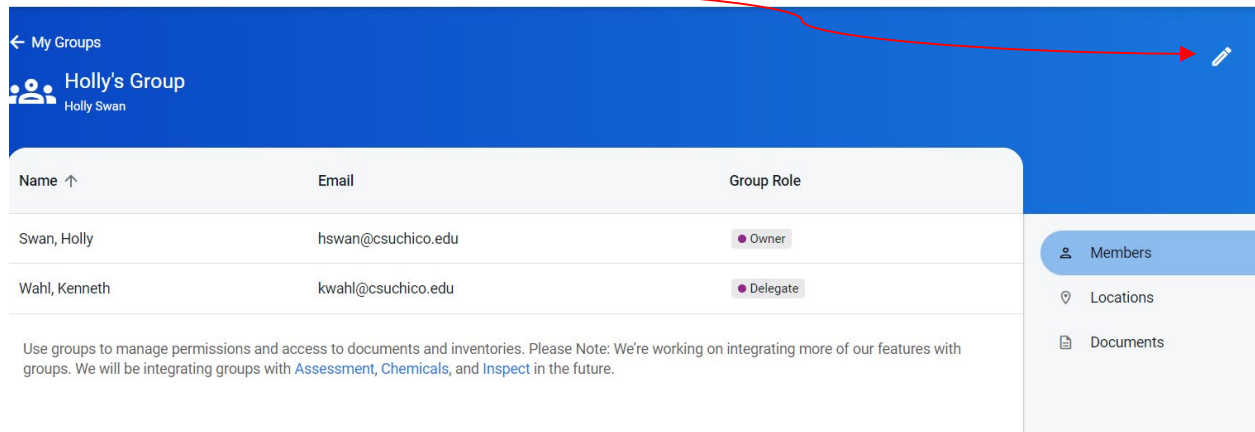 My Groups
Holly's Group
Holly Swan
Name Email Group Role
Swan, Holly hswan@csuchico.edu Owner
Wahl, Kenneth kwahl@csuchico.edu Delegate
Use groups to manage permissions and access to documents and inventories. Please Note: We're working on integrating more of our features with
groups. We will be integrating groups with Assessment, Chemicals, and Inspect in the future.
Members
Locations
Documents